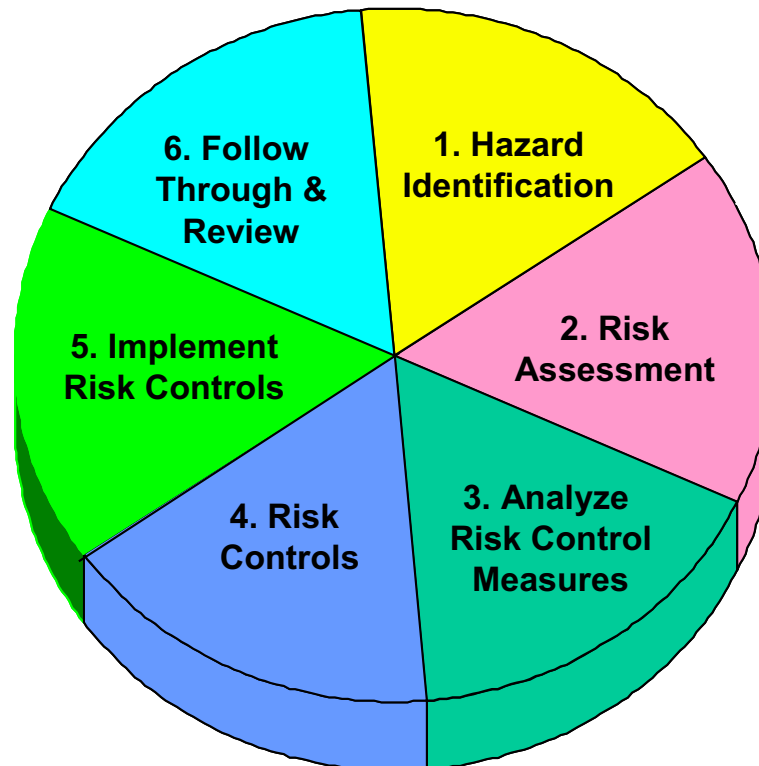 1. Hazard
Identification
2. Risk
Assessment
3. Analyze
Risk Control
Measures
4. Risk
Controls
5. Implement
Risk Controls
6. Follow
Through &
Review